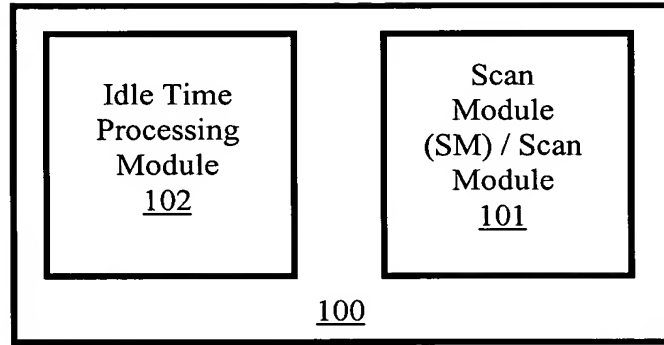 Idle Time
Processing
Module
102
Scan
Module
(SM) / Scan
Module
101
100